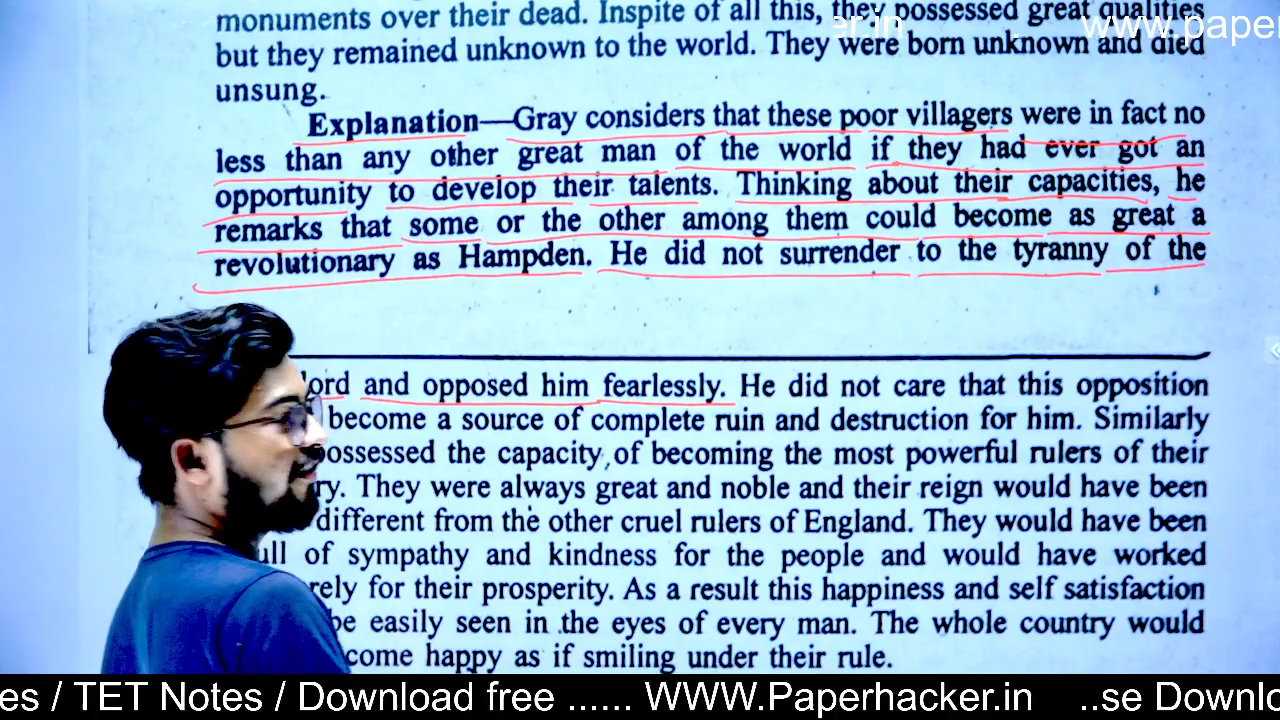 monuments over their dead. Inspite of all this, they possessed great qualities
but they remained unknown to the world. They were born unknown and died
unsung.
Explanation—Gray considers that these poor villagers were in fact no
less than any other great man of the world if they had ever got an
opportunity to develop their talents. Thinking about their capacities, he
remarks that some or the other among them could become as great a
revolutionary as Hampden. He did not surrender to the tyranny of the
lord and opposed him fearlessly. He did not care that this opposition
become a source of complete ruin and destruction for him. Similarly
possessed the capacity of becoming the most powerful rulers of their
ry. They were always great and noble and their reign would have been
different from the other cruel rulers of England. They would have been
ull of sympathy and kindness for the people and would have worked
rely for their prosperity. As a result this happiness and self satisfaction
be easily seen in the eyes of every man. The whole country would
come happy as if smiling under their rule.
er.in www.paper
es / TET Notes / Download free ...... WWW.Paperhacker.in ..se Downlo